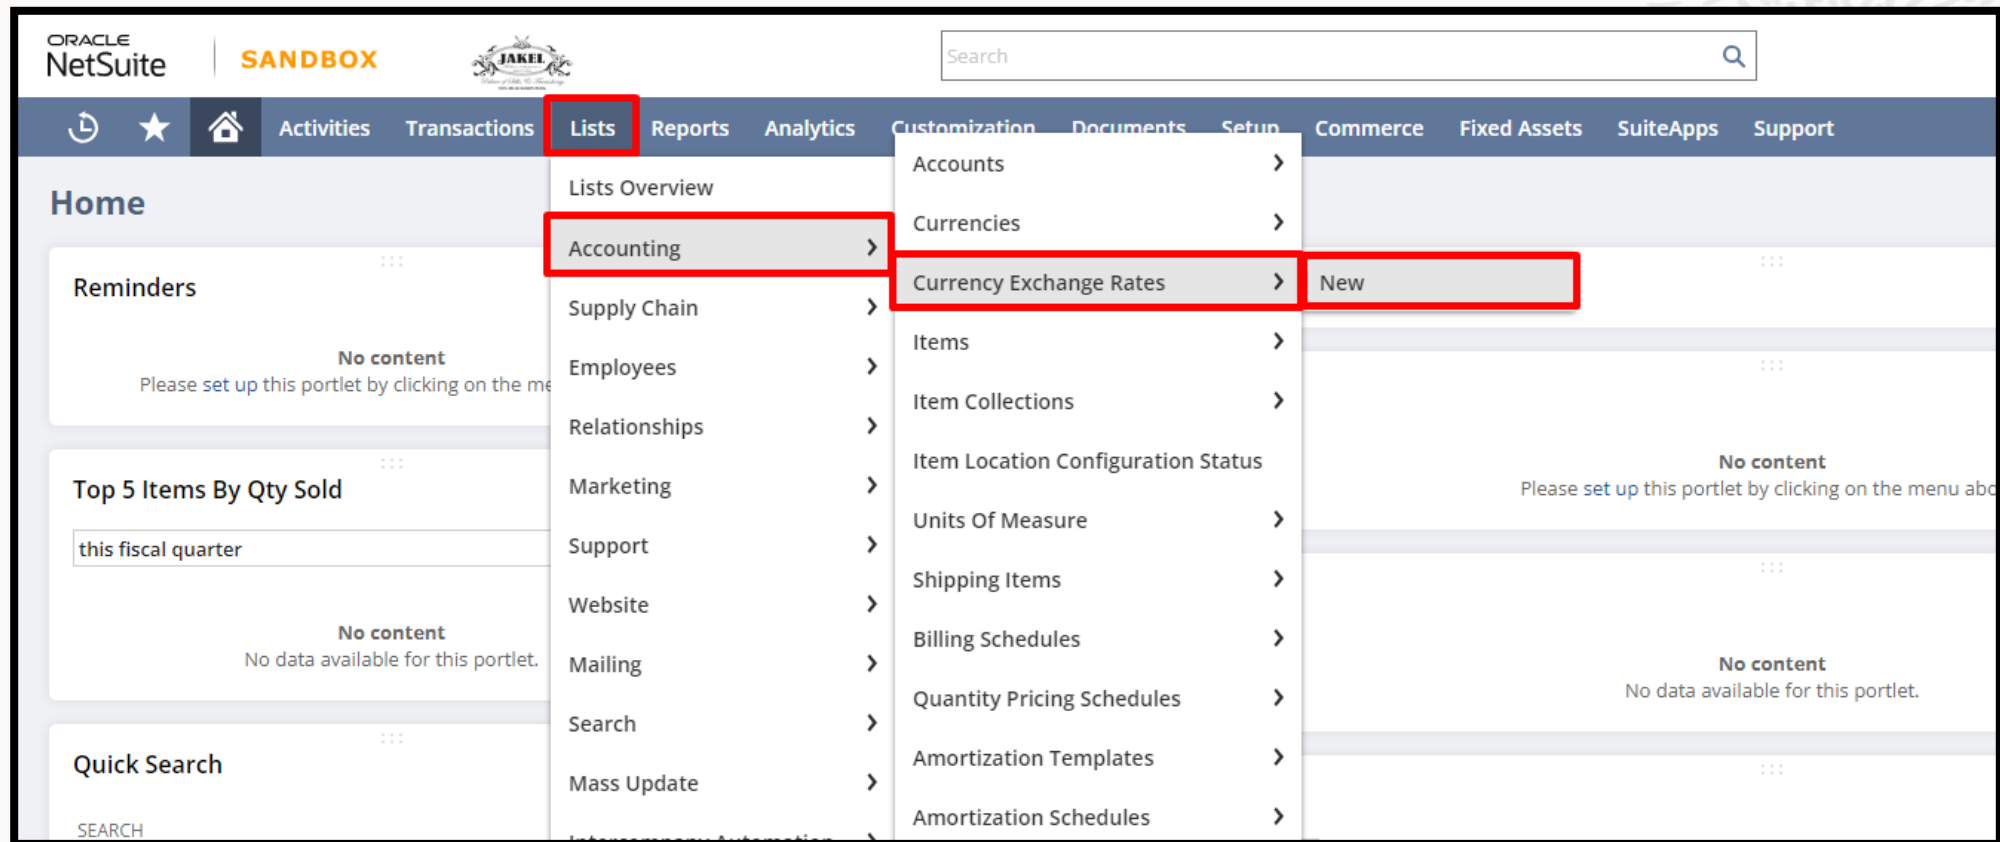 ORACLE
NetSuite
SANDBOX
JAKEL
Search
Activities Transactions Lists Reports Analytics Customization Documents Setup Commerce Fixed Assets SuiteApps Support
Home
Lists Overview
Accounting
Supply Chain
Employees
Relationships
Marketing
Support
Website
Mailing
Search
Mass Update
Intercompany Automation
Accounts
Currencies
Currency Exchange Rates
Items
Item Collections
Item Location Configuration Status
Units Of Measure
Shipping Items
Billing Schedules
Quantity Pricing Schedules
Amortization Templates
Amortization Schedules
New
Reminders
No content
Please set up this portlet by clicking on the me
Top 5 Items By Qty Sold
this fiscal quarter
No content
No data available for this portlet.
Quick Search
SEARCH
No content
Please set up this portlet by clicking on the menu abo
No content
No data available for this portlet.